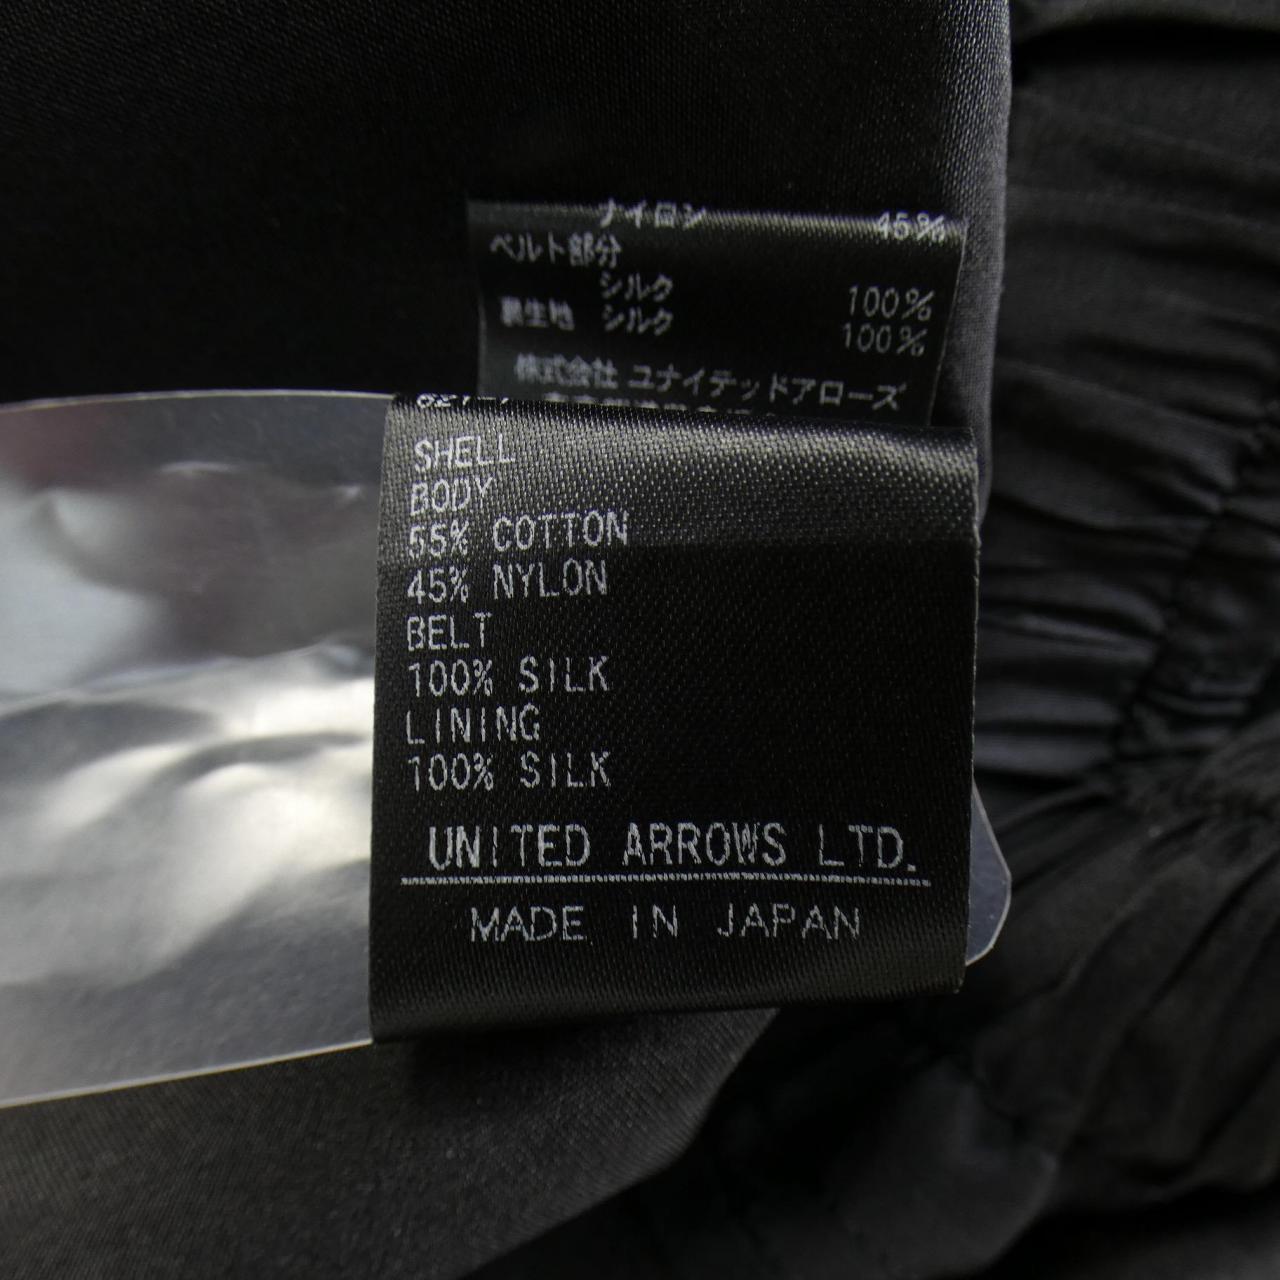 ナイロン 45%
ベルト部分
シルク 100%
裏生地 シルク 100%
株式会社 ユナイテッドアローズ
SHELL
BODY
55% COTTON
45% NYLON
BELT
100% SILK
LINING
100% SILK
UNITED ARROWS LTD.
MADE IN JAPAN